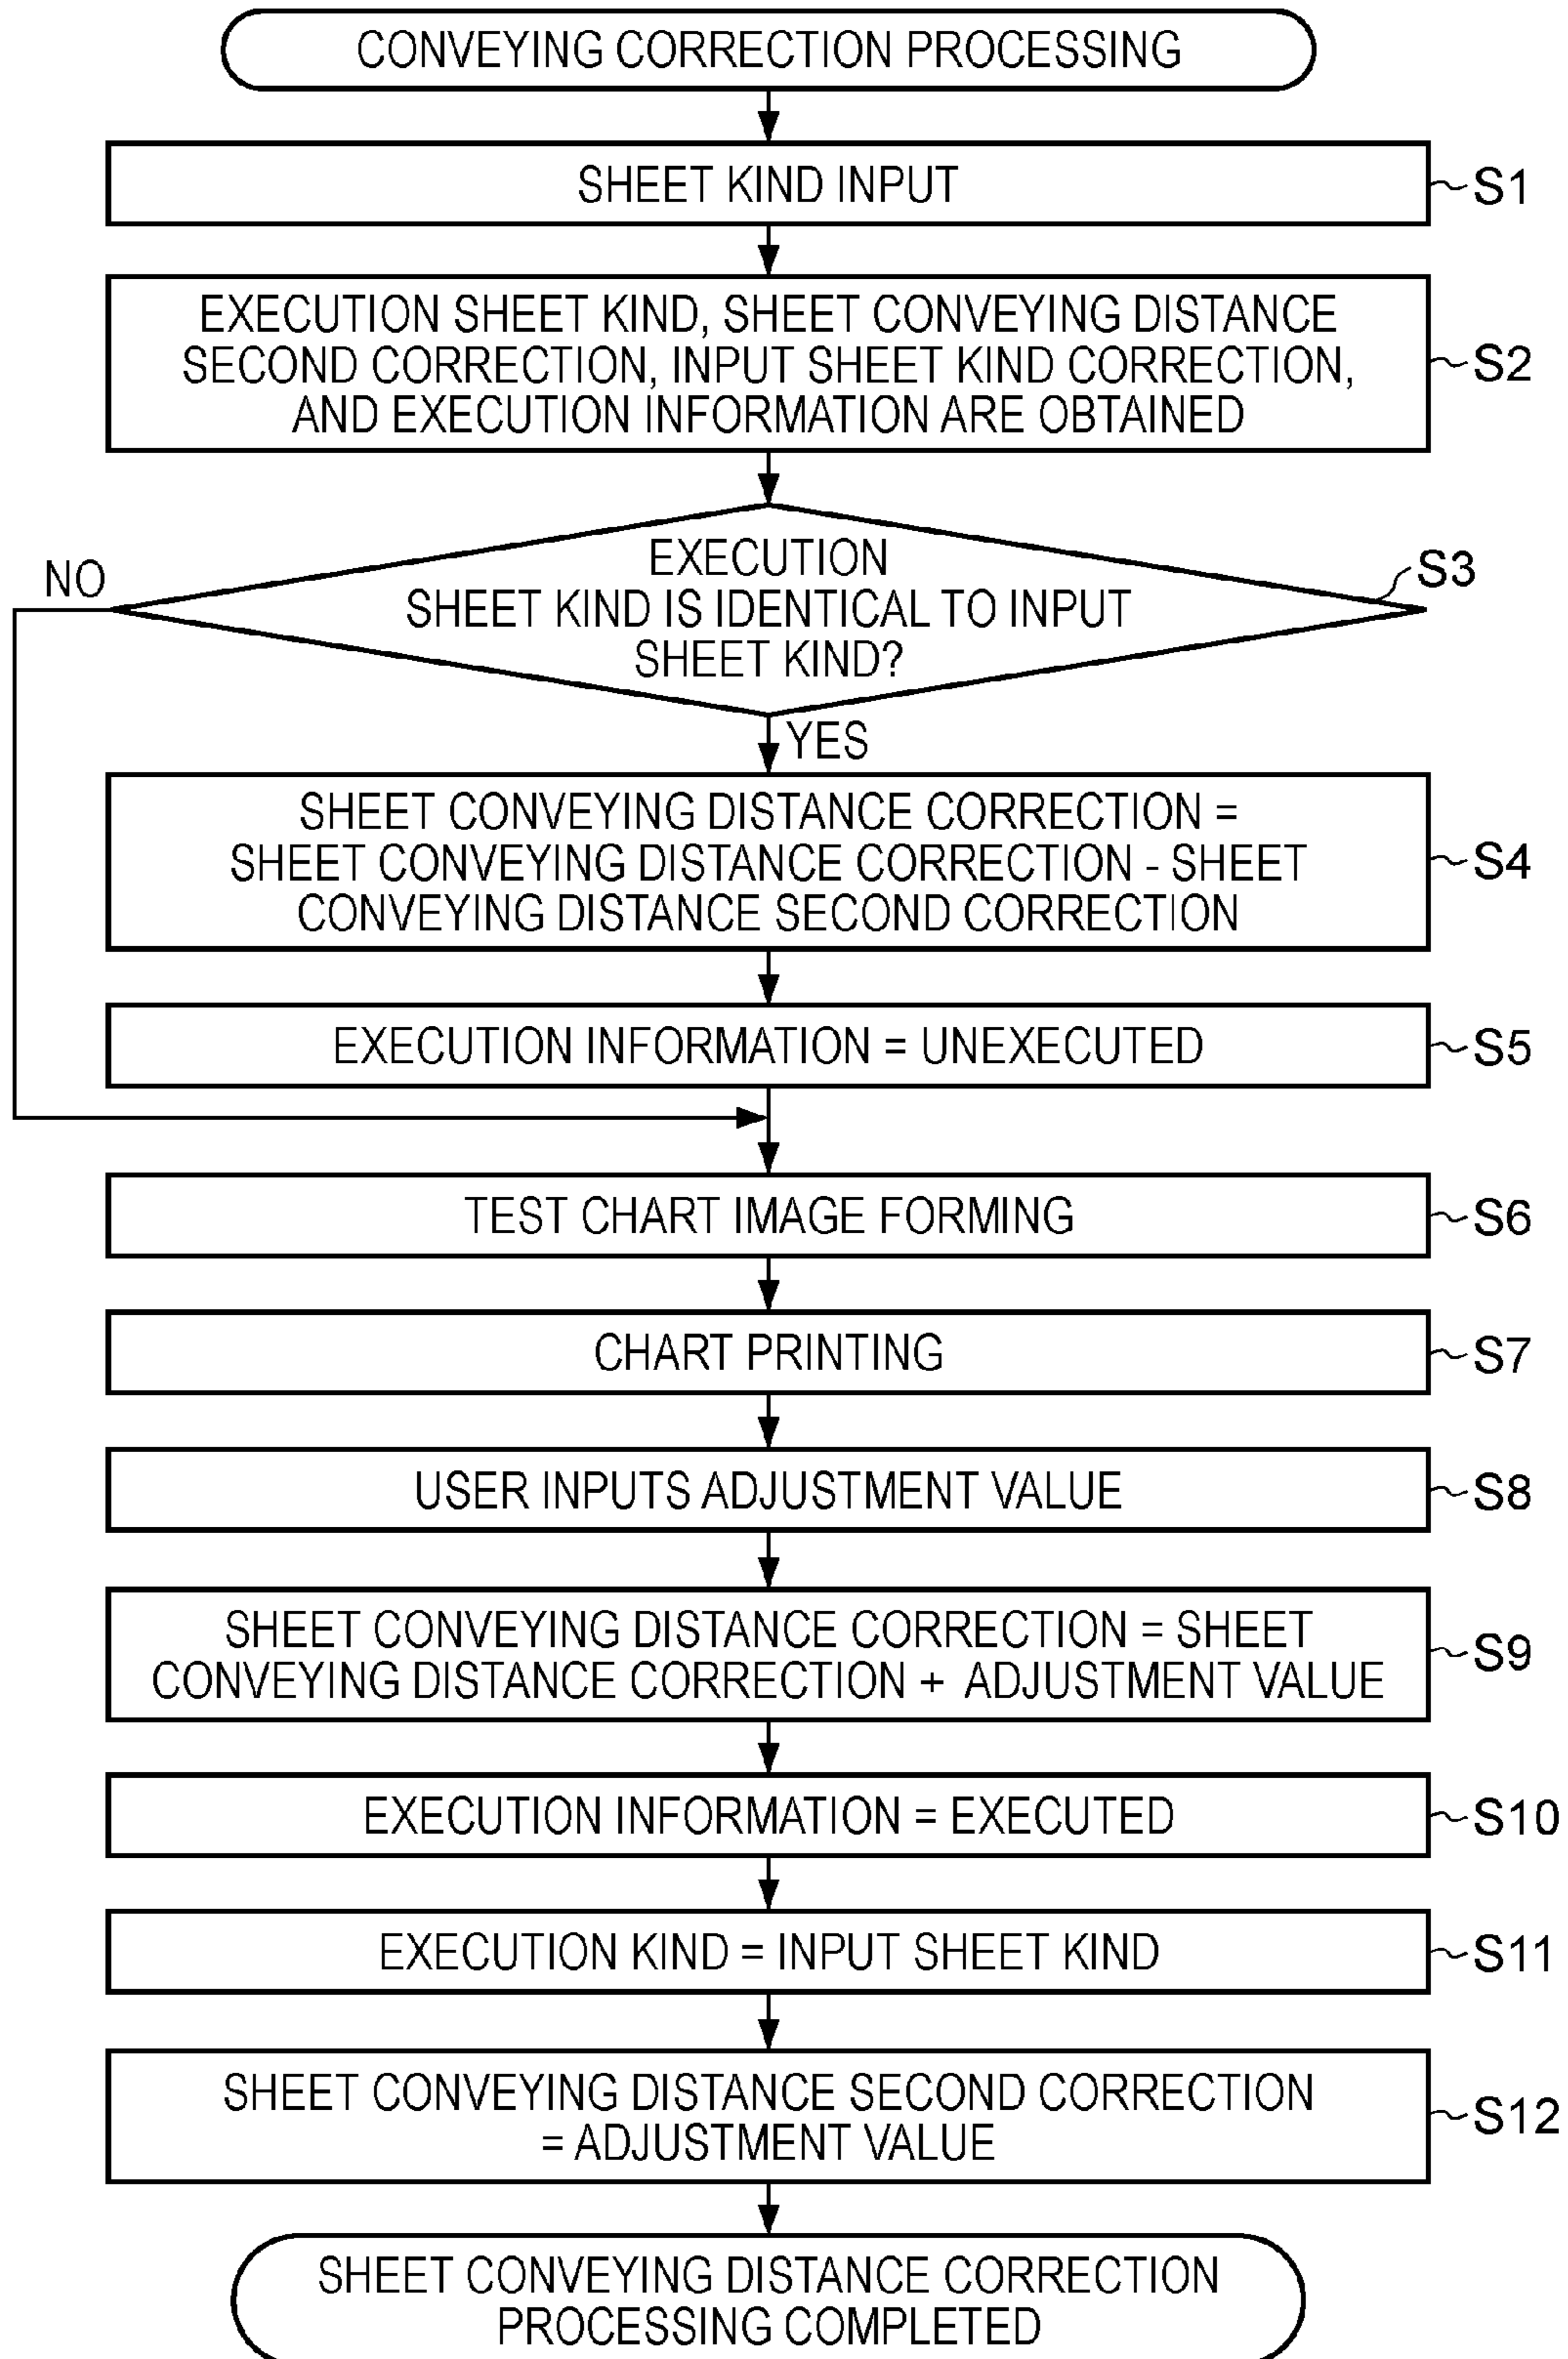 CONVEYING CORRECTION PROCESSING
SHEET KIND INPUT
S1
EXECUTION SHEET KIND, SHEET CONVEYING DISTANCE
SECOND CORRECTION, INPUT SHEET KIND CORRECTION,
AND EXECUTION INFORMATION ARE OBTAINED
S2
NO
EXECUTION
SHEET KIND IS IDENTICAL TO INPUT
SHEET KIND?
S3
YES
SHEET CONVEYING DISTANCE CORRECTION =
SHEET CONVEYING DISTANCE CORRECTION - SHEET
CONVEYING DISTANCE SECOND CORRECTION
S4
EXECUTION INFORMATION = UNEXECUTED
S5
TEST CHART IMAGE FORMING
S6
CHART PRINTING
S7
USER INPUTS ADJUSTMENT VALUE
S8
SHEET CONVEYING DISTANCE CORRECTION = SHEET
CONVEYING DISTANCE CORRECTION + ADJUSTMENT VALUE
S9
EXECUTION INFORMATION = EXECUTED
S10
EXECUTION KIND = INPUT SHEET KIND
S11
SHEET CONVEYING DISTANCE SECOND CORRECTION
= ADJUSTMENT VALUE
S12
SHEET CONVEYING DISTANCE CORRECTION
PROCESSING COMPLETED